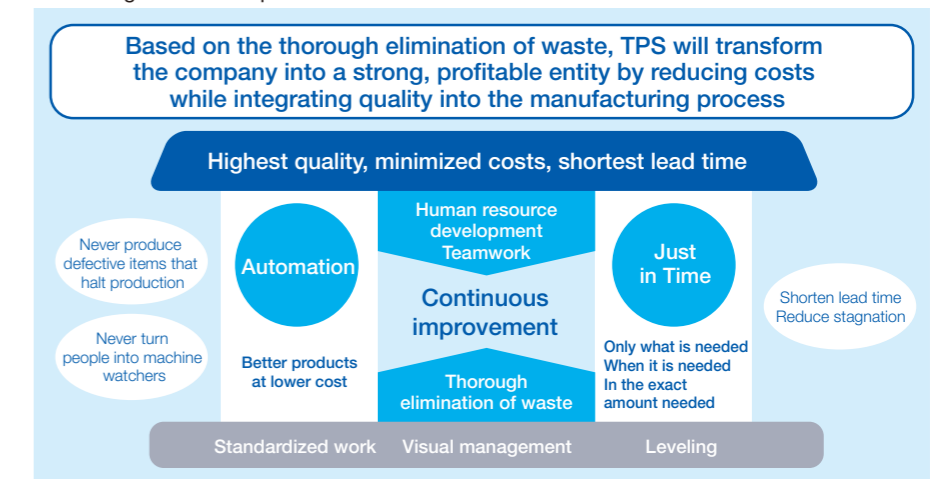 Based on the thorough elimination of waste, TPS will transform
the company into a strong, profitable entity by reducing costs
while integrating quality into the manufacturing process
Highest quality, minimized costs, shortest lead time
Never produce
defective items that
halt production
Never turn
people into machine
watchers
Automation
Better products
at lower cost
Human resource
development
Teamwork
Continuous
improvement
Thorough
elimination of waste
Just
in Time
Only what is needed
When it is needed
In the exact
amount needed
Shorten lead time
Reduce stagnation
Standardized work
Visual management
Leveling